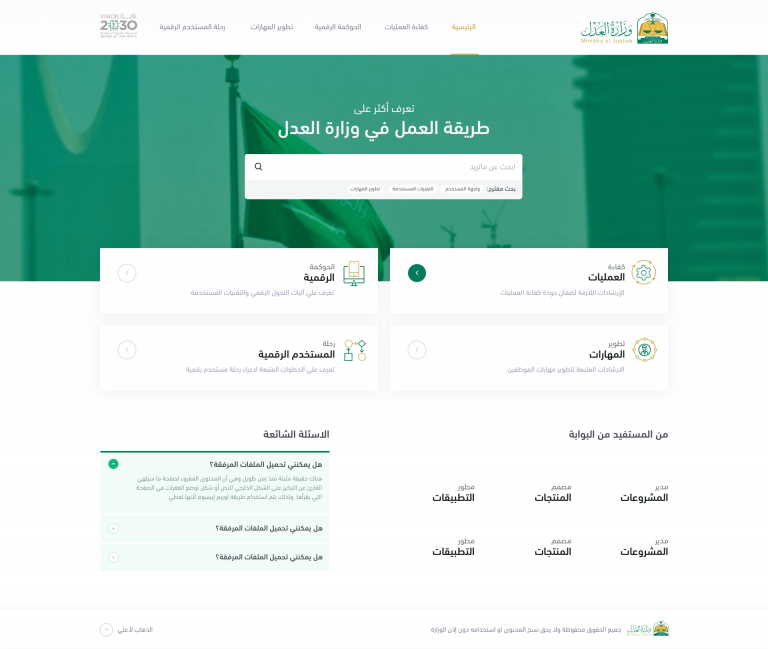 وزارة العدل
Ministry of Justice
الرئيسية
كفاءة العمليات
الحوكمة الرقمية
تطوير المهارات
رحلة المستخدم الرقمية
VISION رؤية
2030
تعرف أكثر على
طريقة العمل في وزارة العدل
ابحث عن ماتريد
بحث مقترح:
واجهة المستخدم
التقنيات المستخدمة
تطوير المهارات
كفاءة
العمليات
الإرشادات اللازمة لضمان جودة كفاءة العمليات
الحوكمة
الرقمية
تعرف علي آليات التحول الرقمي والتقنيات المستخدمة
تطوير
المهارات
الارشادات المتبعة لتطوير مهارات الموظفين
رحلة
المستخدم الرقمية
تعرف علي الخطوات المتبعة لاجراء رحلة مستخدم رقمية
من المستفيد من البوابة
مدير
المشروعات
مصمم
المنتجات
مطور
التطبيقات
مدير
المشروعات
مصمم
المنتجات
مطور
التطبيقات
الاسئلة الشائعة
هل يمكنني تحميل الملفات المرفقة؟
هناك حقيقة مثبتة منذ زمن طويل وهي أن المحتوى المقروء لصفحة ما سيلهي
القارئ عن التركيز على الشكل الخارجي للنص أو شكل توضع الفقرات في الصفحة
التي يقرأها. ولذلك يتم استخدام طريقة لوريم إيبسوم لأنها تعطي
هل يمكنني تحميل الملفات المرفقة؟
هل يمكنني تحميل الملفات المرفقة؟
وزارة العدل
جميع الحقوق محفوظة ولا يحق نسخ المحتوى او استخدامه دون إذن الوزارة
الذهاب لأعلي